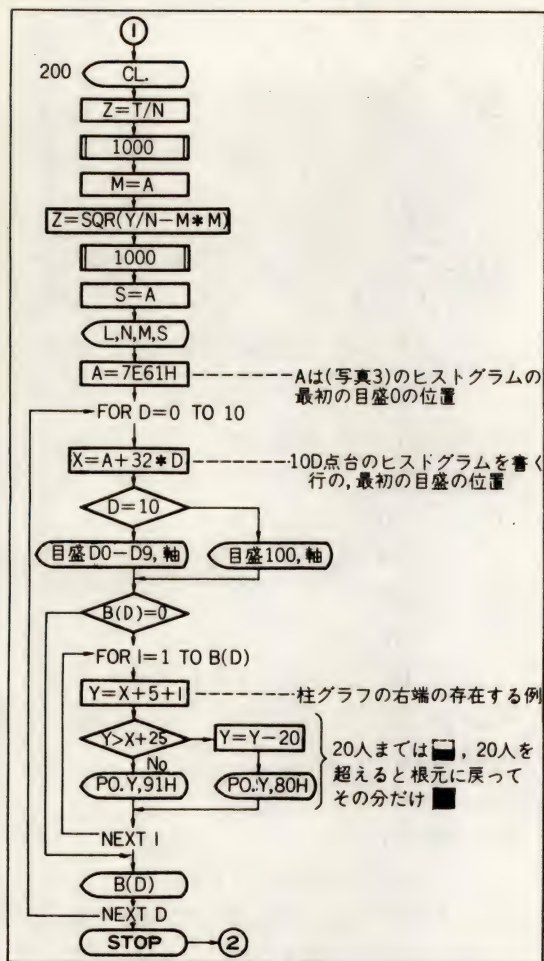 1
200 CL.
Z=T/N
1000
M=A
Z=SQR(Y/N-M*M)
1000
S=A
L,N,M,S
A=7E61H
Aは(写真3)のヒストグラムの
最初の目盛0の位置
FOR D=0 TO 10
X=A+32*D
10D点台のヒズトグラムを書く
行の,最初の目盛の位置
D=10
目盛D0-D9,軸
目盛100,軸
B(D)=0
FOR I=1 TO B(D)
Y=X+5+I
柱グラフの右端の存在する例
Y>X+25
Y=Y-20
No
PO.Y,91H
PO.Y,80H
20人までは,20人を
超えると根元に戻って
その分だけ
NEXT I
B(D)
NEXT D
STOP
2